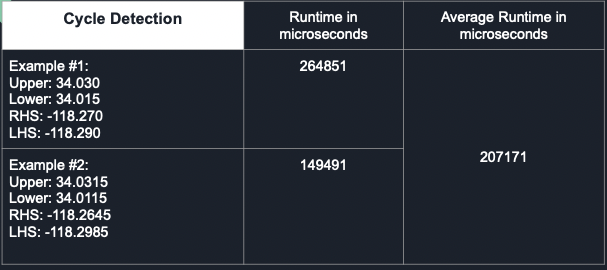 Cycle Detection
Runtime in
microseconds
Average Runtime in
microseconds
Example #1:
Upper: 34.030
Lower: 34.015
RHS: -118.270
LHS: -118.290
264851
207171
Example #2:
Upper: 34.0315
Lower: 34.0115
RHS: -118.2645
LHS: -118.2985
149491